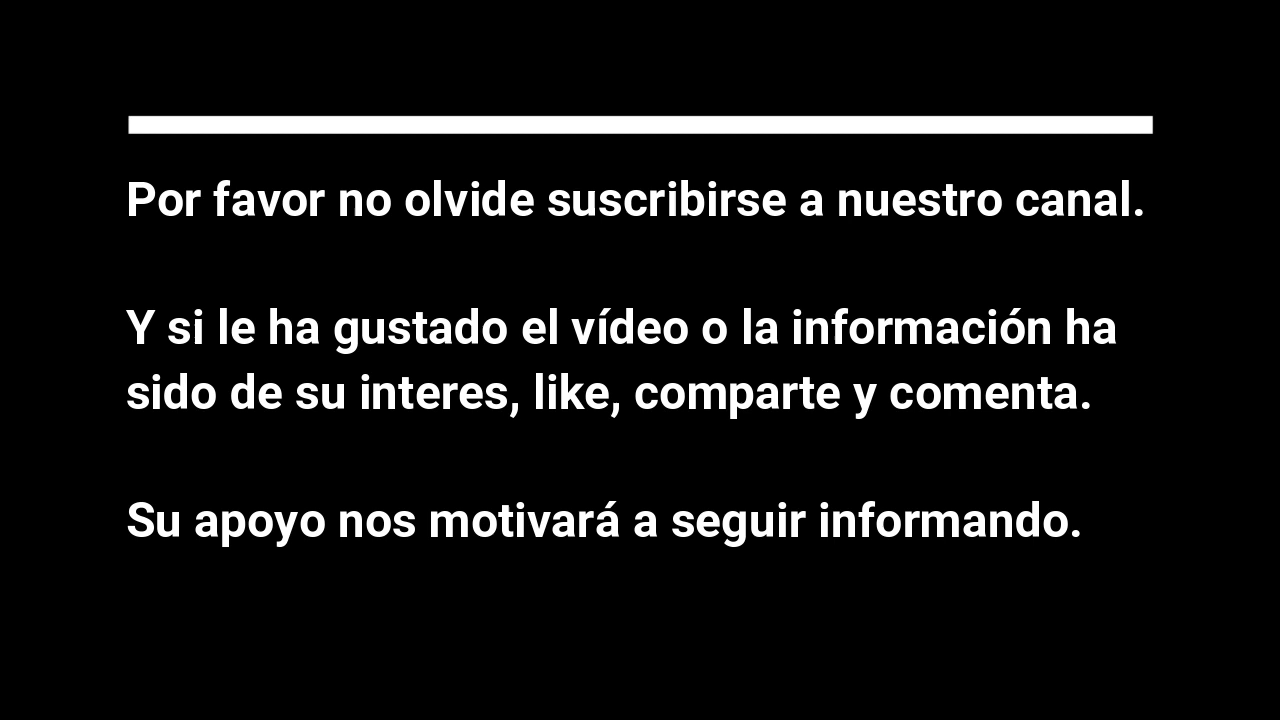 Por favor no olvide suscribirse a nuestro canal.
Y si le ha gustado el vídeo o la información ha
sido de su interes, like, comparte y comenta.
Su apoyo nos motivará a seguir informando.